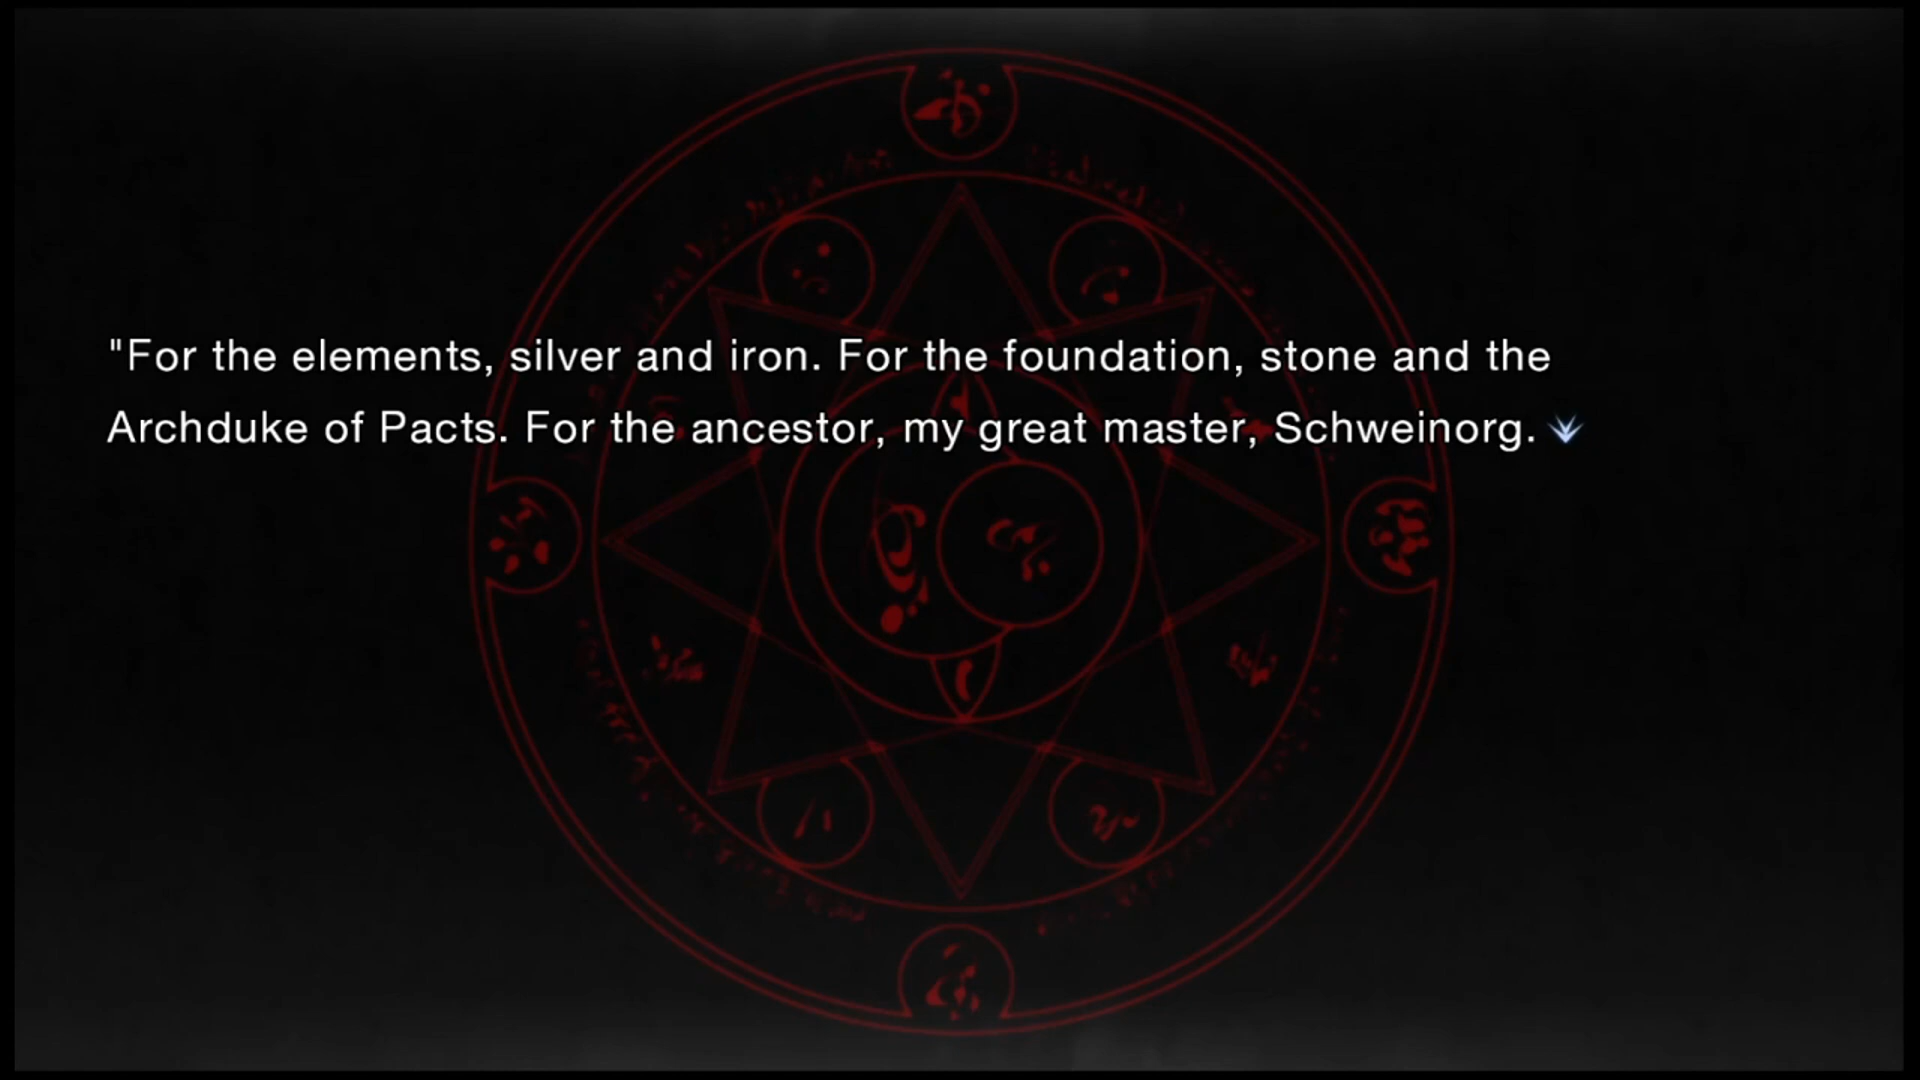 "For the elements, silver and iron. For the foundation, stone and the
Archduke of Pacts. For the ancestor, my great master, Schweinorg.